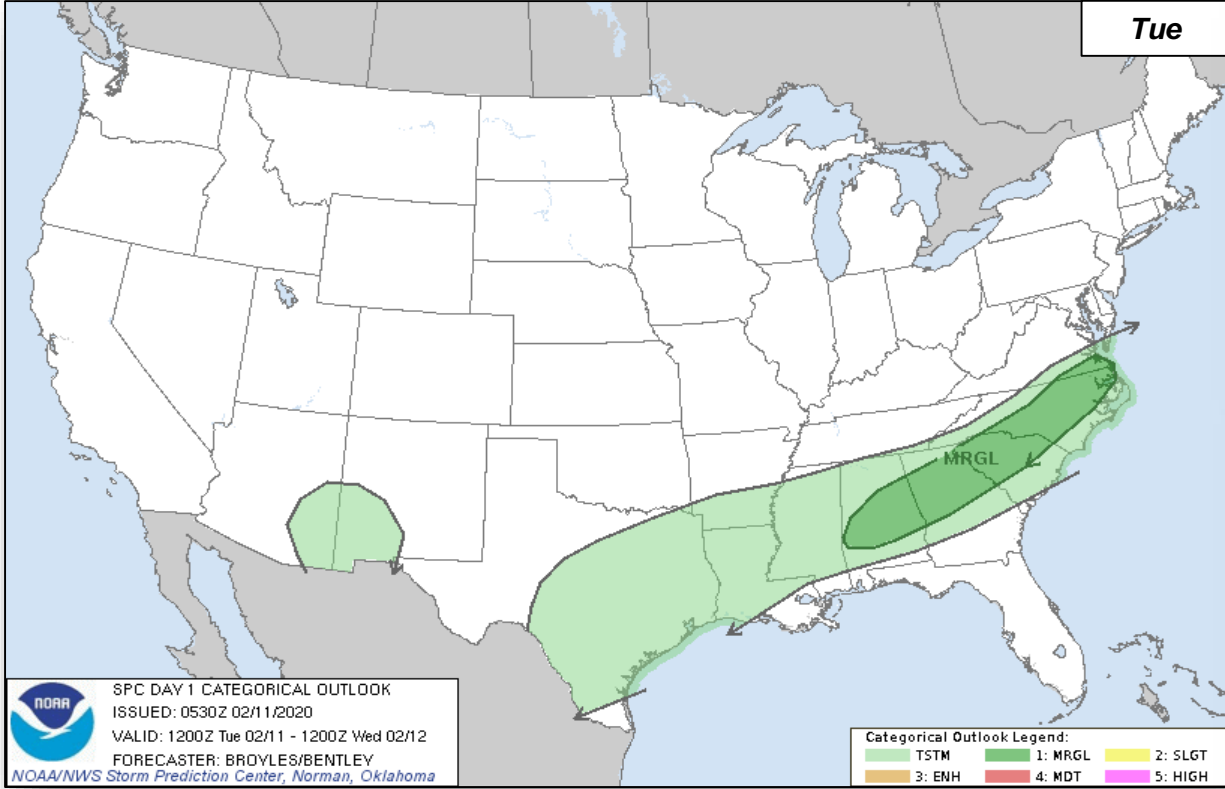 Tue
MRGL
NOAA
SPC DAY 1 CATEGORICAL OUTLOOK
ISSUED: 0530Z 02/11/2020
VALID: 1200Z Tue 02/11 - 1200Z Wed 02/12
FORECASTER: BROYLES/BENTLEY
NOAA/NWS Storm Prediction Center, Norman, Oklahoma
Categorical Outlook Legend:
TSTM 1: MRGL 2: SLGT
3: ENH 4: MDT 5: HIGH